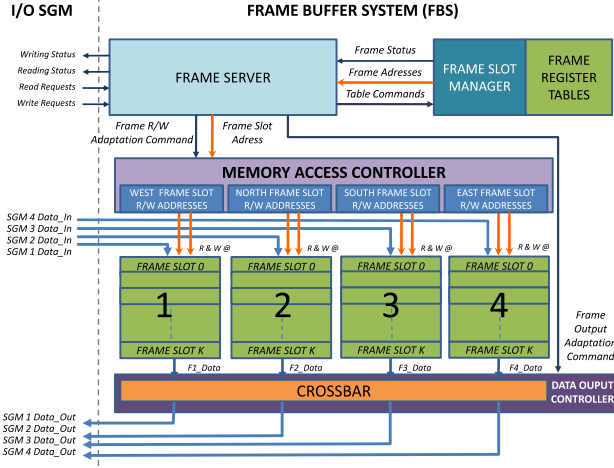 I/O SGM
FRAME BUFFER SYSTEM (FBS)
Writing Status
Reading Status
Read Requests
Write Requests
FRAME SERVER
Frame Status
Frame Adresses
Table Commands
FRAME SLOT
MANAGER
FRAME
REGISTER
TABLES
Frame R/W
Adaptation Command
Frame Slot
Adress
MEMORY ACCESS CONTROLLER
WEST FRAME SLOT
R/W ADDRESSES
NORTH FRAME SLOT
R/W ADDRESSES
SOUTH FRAME SLOT
R/W ADDRESSES
EAST FRAME SLOT
R/W ADDRESSES
SGM 4 Data_In
SGM 3 Data_In
SGM 2 Data_In
SGM 1 Data_In
R & W @
R & W @
R & W @
R & W @
FRAME SLOT 0
1
FRAME SLOT K
FRAME SLOT 0
2
FRAME SLOT K
FRAME SLOT 0
3
FRAME SLOT K
FRAME SLOT 0
4
FRAME SLOT K
Frame
Output
Adaptation
Command
F1_Data
F2_Data
F3_Data
F4_Data
CROSSBAR
DATA OUPUT
CONTROLLER
SGM 1 Data_Out
SGM 2 Data_Out
SGM 3 Data_Out
SGM 4 Data_Out